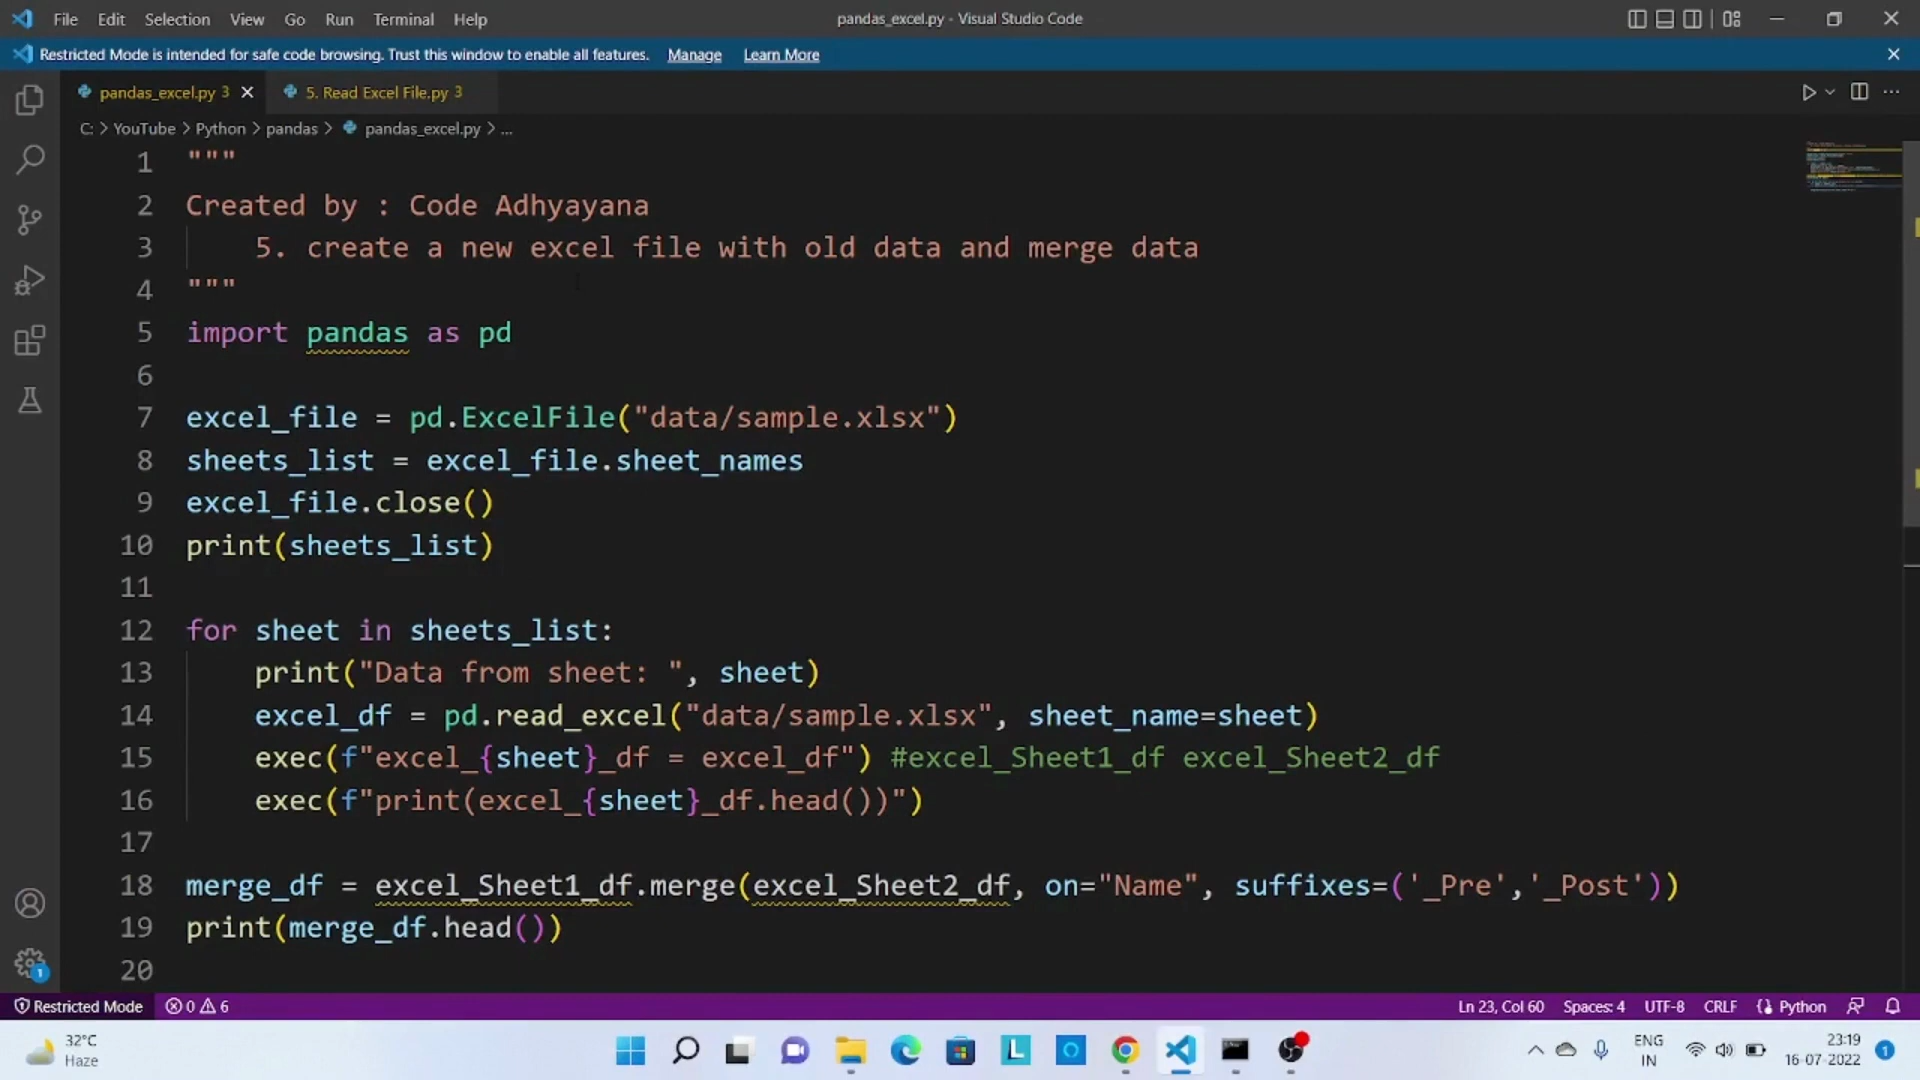 File Edit Selection View Go Run Terminal Help
pandas_excel.py - Visual Studio Code
Restricted Mode is intended for safe code browsing. Trust this window to enable all features. Manage Learn More
pandas_excel.py 3
5. Read Excel File.py 3
C: > YouTube > Python > pandas > pandas_excel.py > ...
1 """
2 Created by : Code Adhyayana
3 5. create a new excel file with old data and merge data
4 """
5 import pandas as pd
6
7 excel_file = pd.ExcelFile("data/sample.xlsx")
8 sheets_list = excel_file.sheet_names
9 excel_file.close()
10 print(sheets_list)
11
12 for sheet in sheets_list:
13 print("Data from sheet: ", sheet)
14 excel_df = pd.read_excel("data/sample.xlsx", sheet_name=sheet)
15 exec(f"excel_{sheet}_df = excel_df") #excel_Sheet1_df excel_Sheet2_df
16 exec(f"print(excel_{sheet}_df.head())")
17
18 merge_df = excel_Sheet1_df.merge(excel_Sheet2_df, on="Name", suffixes=('_Pre','_Post'))
19 print(merge_df.head())
20
Restricted Mode 0 6
Ln 23, Col 60 Spaces: 4 UTF-8 CRLF Python
1
32°C
Haze
L
ENG
IN
23:19
16-07-2022
1